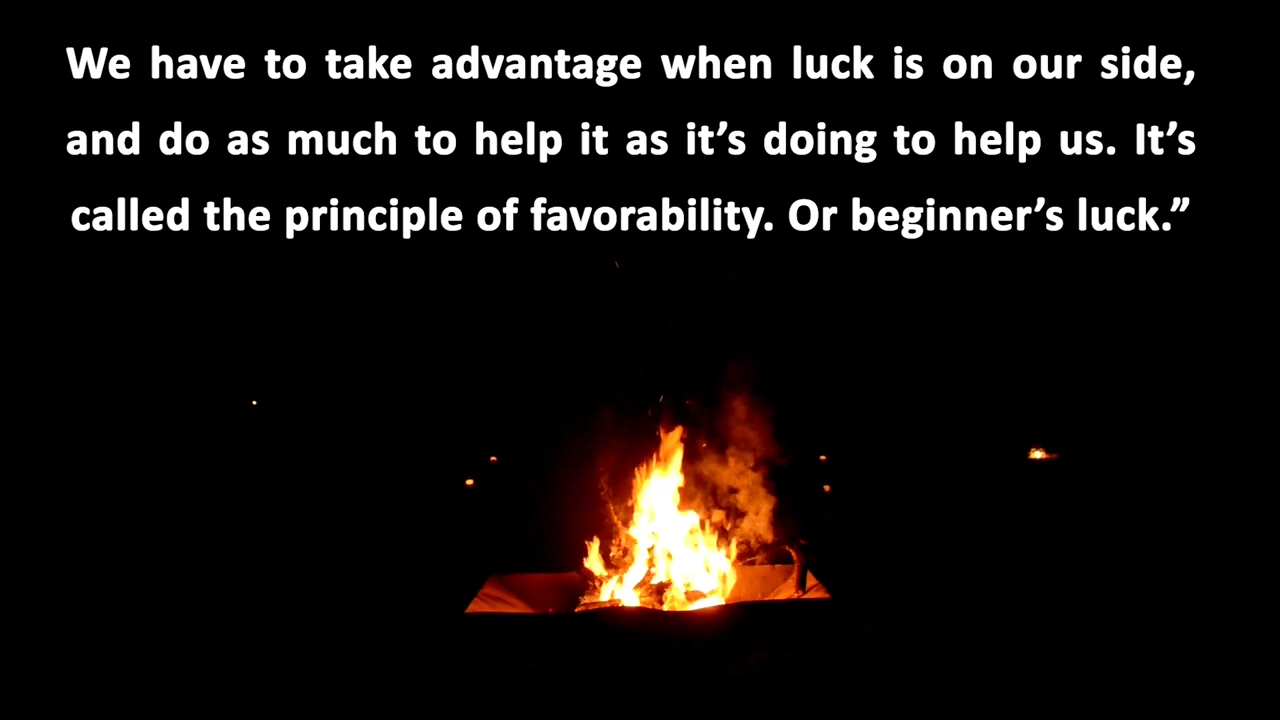 We have to take advantage when luck is on our side,
and do as much to help it as it’s doing to help us. It’s
called the principle of favorability. Or beginner’s luck.”